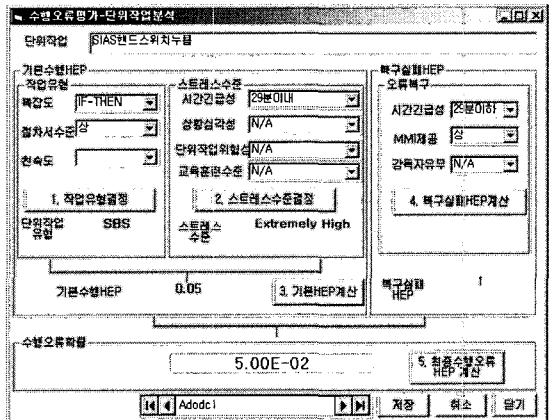 수행오류평가-단위작업분석
단위작업 SIAS핸드스위치누름
기본수행HEP
작업유형
복잡도 IF-THEN
절차서수준 상
친숙도
1. 작업유형결정
단위작업 유형 SBS
스트레스수준
시간긴급성 29분이내
상황심각성 N/A
단위작업위험성 N/A
교육훈련수준 N/A
2. 스트레스수준결정
스트레스 수준 Extremely High
기본수행HEP 0.05
3. 기본HEP계산
복구실패HEP
오류복구
시간긴급성
MMI제공 상
감독자유무 N/A
4. 복구실패HEP계산
복구실패 HEP 1
수행오류확률
5.00E-02
5. 최종수행오류 HEP 계산
Adodc1
저장 취소 닫기